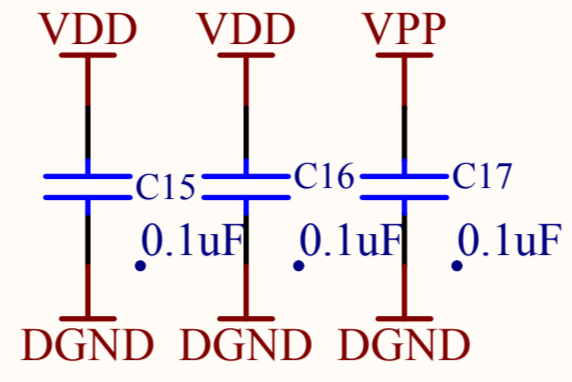 VDD VDD VPP
C15 C16 C17
0.1uF 0.1uF 0.1uF
DGND DGND DGND